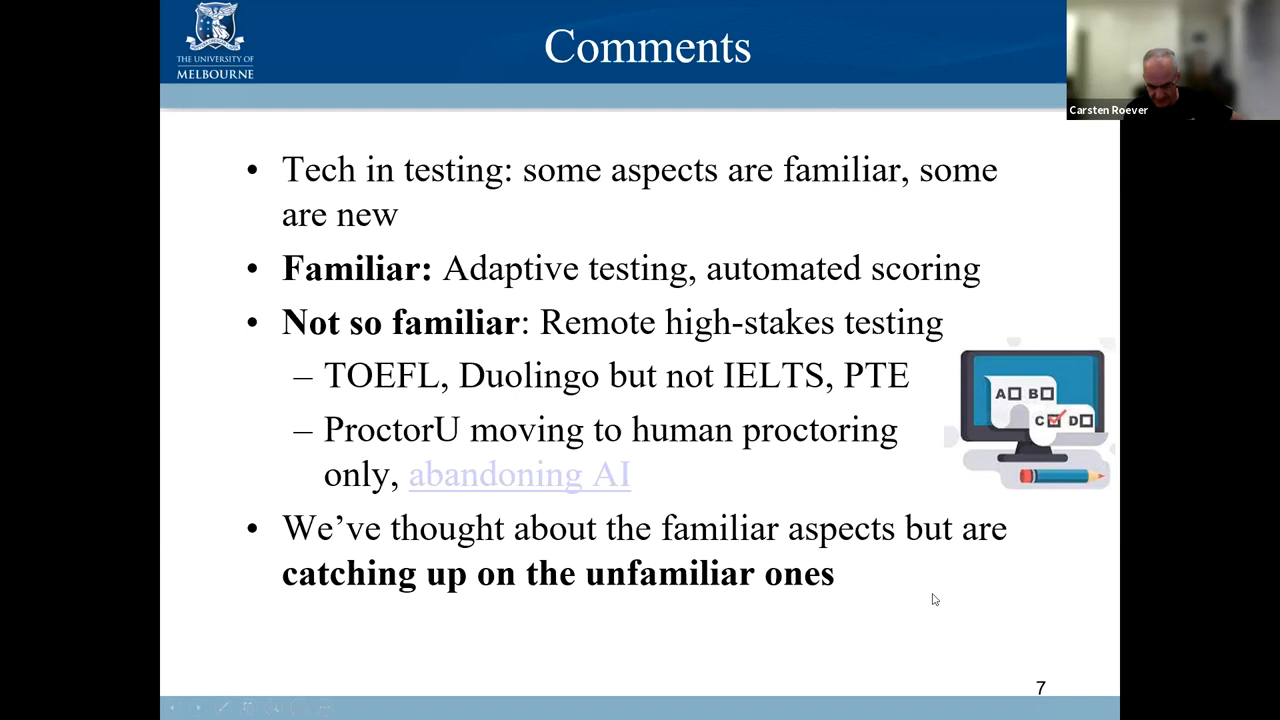 THE UNIVERSITY OF
MELBOURNE
Comments
Carsten Roever
• Tech in testing: some aspects are familiar, some
are new
• Familiar: Adaptive testing, automated scoring
• Not so familiar: Remote high-stakes testing
– TOEFL, Duolingo but not IELTS, PTE
– ProctorU moving to human proctoring
only, abandoning AI
A B
C D
• We’ve thought about the familiar aspects but are
catching up on the unfamiliar ones
7